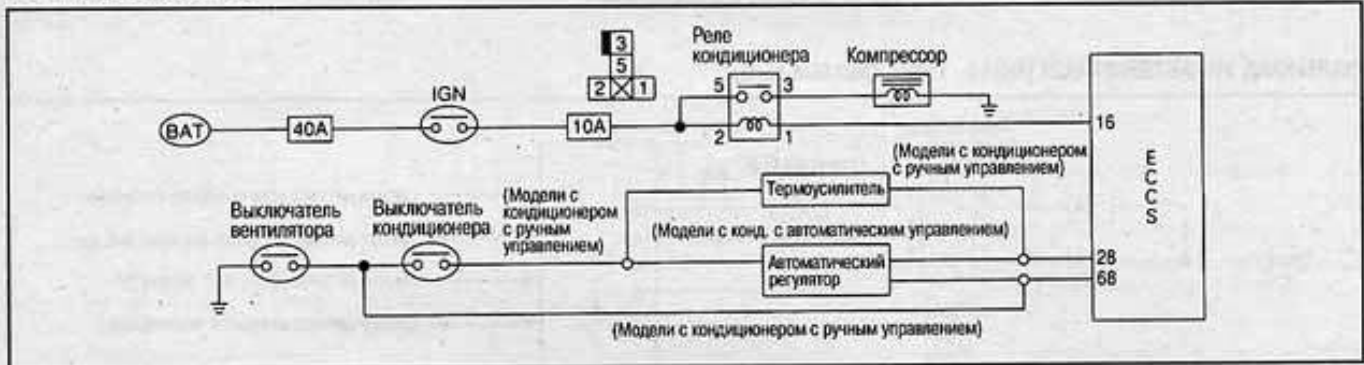 3
5
2 1
Реле
кондиционера
Компрессор
IGN
BAT
40A
10A
5 3
2 1
16
(Модели с кондиционером
с ручным управлением)
Термоусилитель
E
C
C
S
Выключатель
вентилятора
Выключатель
кондиционера
(Модели с
кондиционером
с ручным
управлением)
(Модели с конд. с автоматическим управлением)
Автоматический
регулятор
28
68
(Модели с кондиционером с ручным управлением)